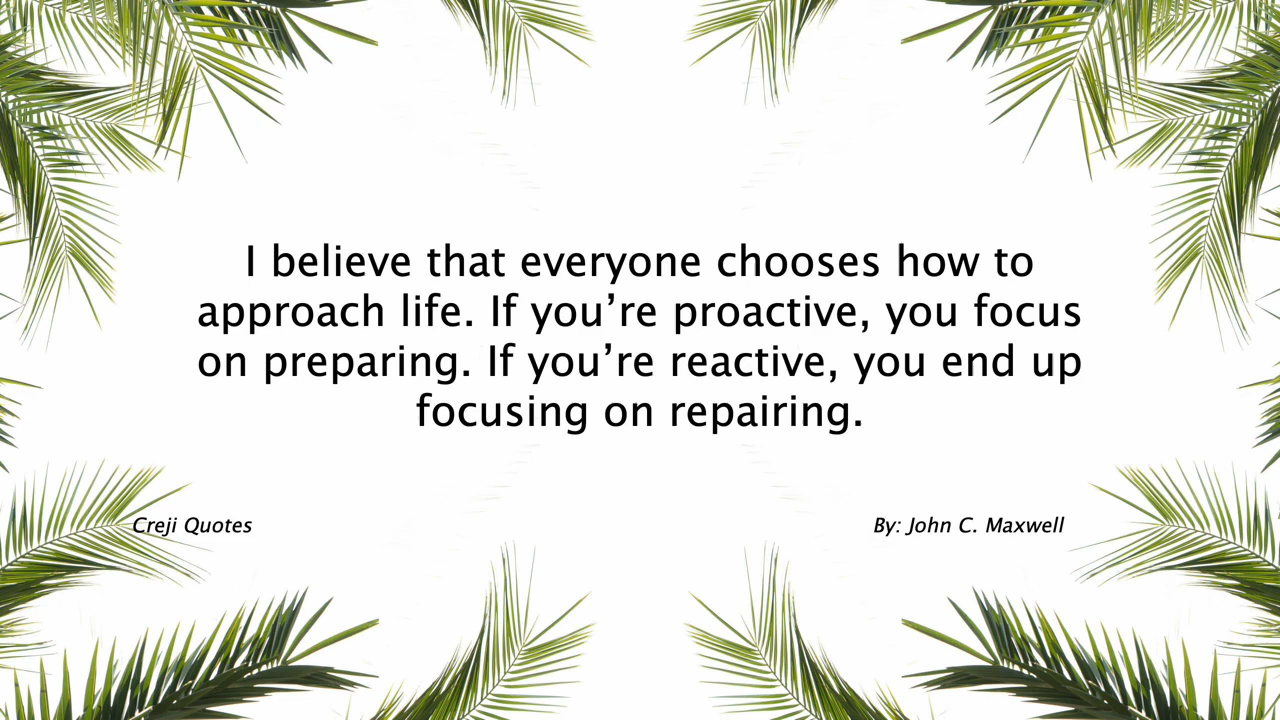 I believe that everyone chooses how to
approach life. If you’re proactive, you focus
on preparing. If you’re reactive, you end up
focusing on repairing.
Creji Quotes
By: John C. Maxwell